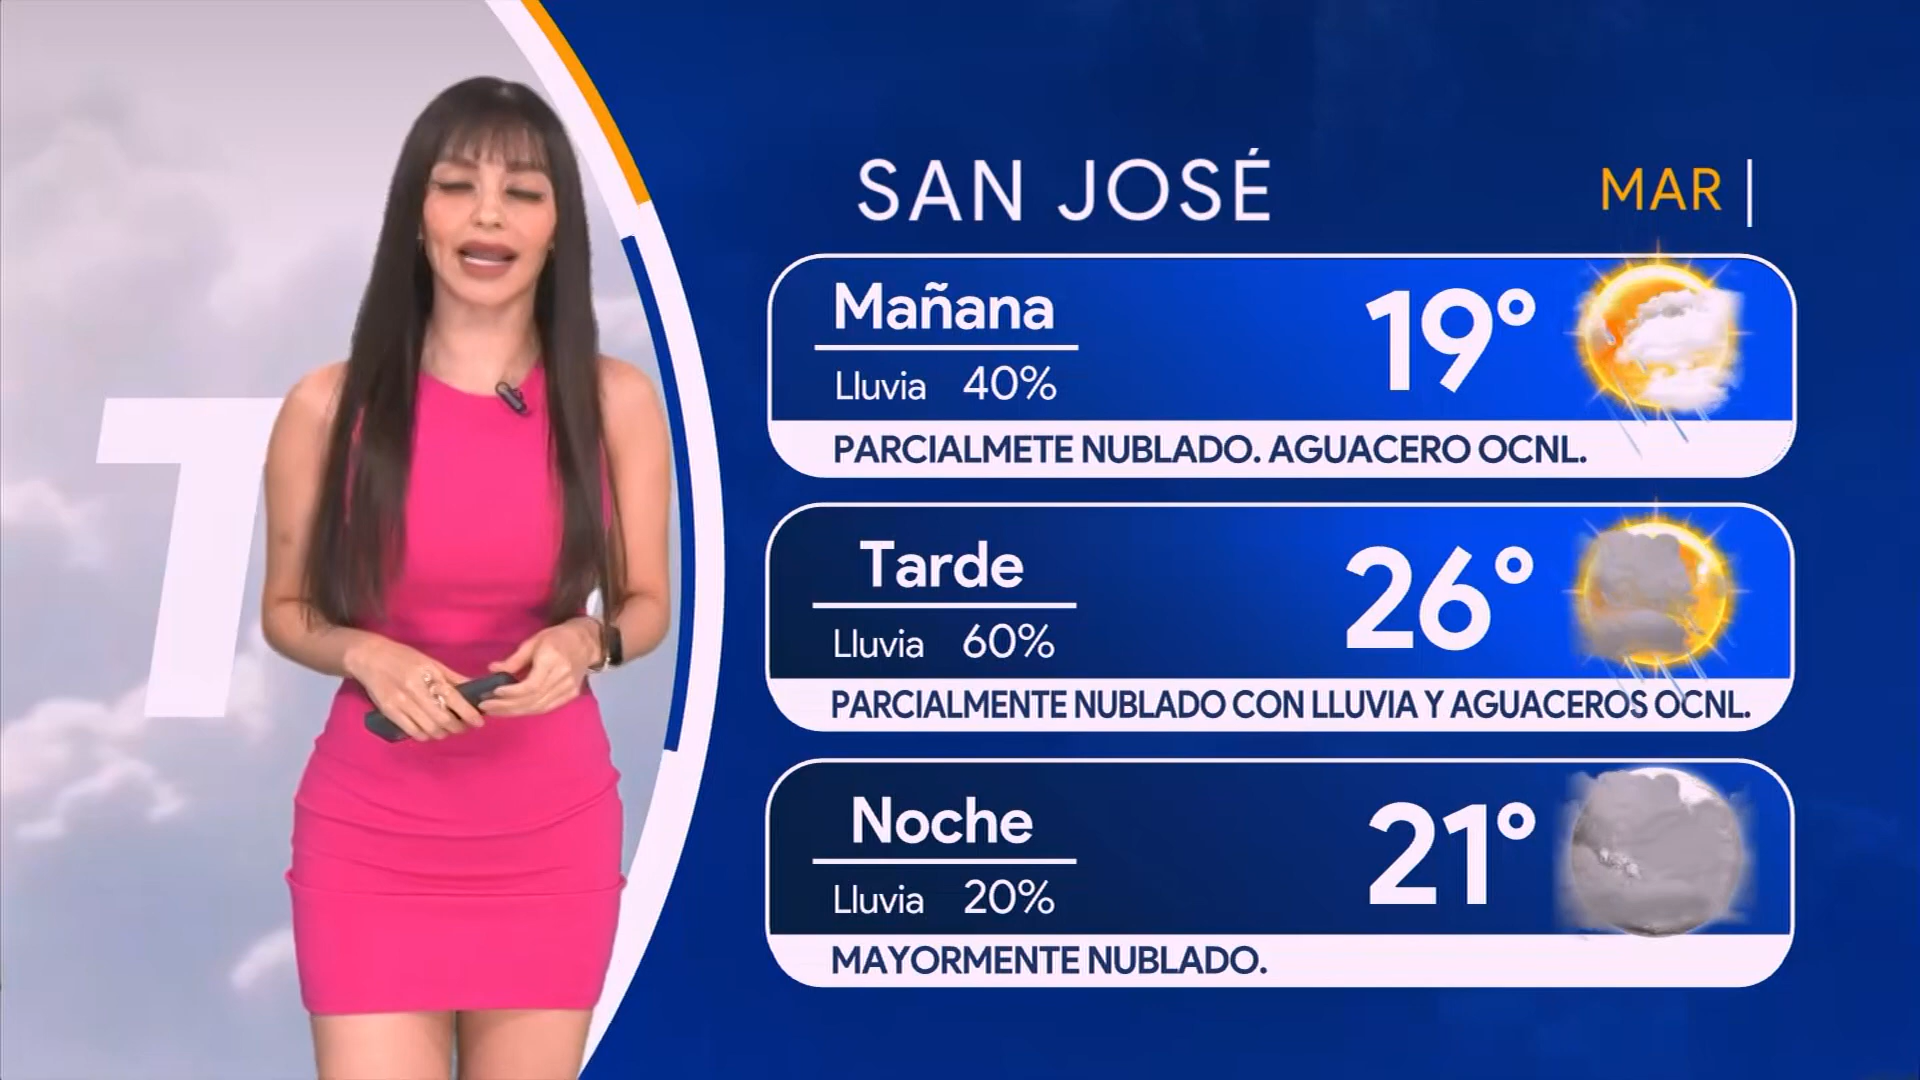 T
SAN JOSÉ
MAR |
Mañana
19°
Lluvia 40%
PARCIALMETE NUBLADO. AGUACERO OCNL.
Tarde
26°
Lluvia 60%
PARCIALMENTE NUBLADO CON LLUVIA Y AGUACEROS OCNL.
Noche
21°
Lluvia 20%
MAYORMENTE NUBLADO.